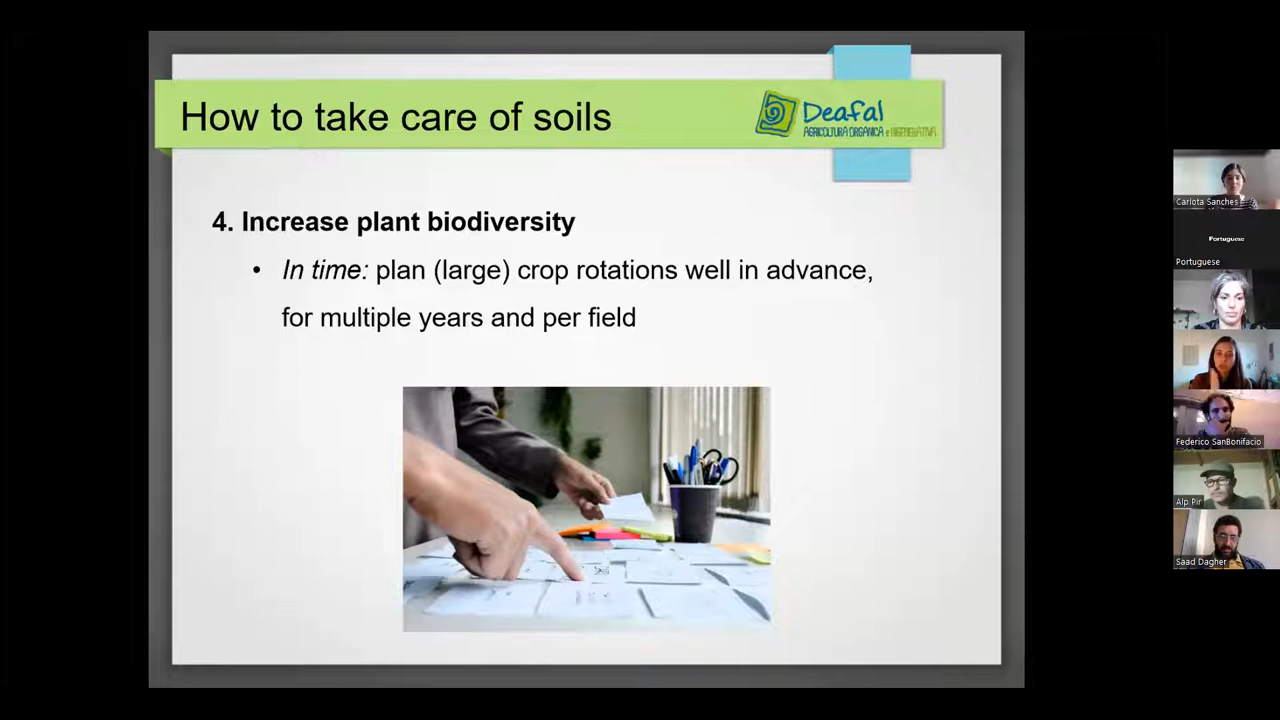 How to take care of soils
Deafal
AGRICOLTURA ORGANICA e RIGENERATIVA
4. Increase plant biodiversity
• In time: plan (large) crop rotations well in advance,
for multiple years and per field
Carlota Sanches
Portuguese
Portuguese
Federico SanBonifacio
Alp Pir
Saad Dagher